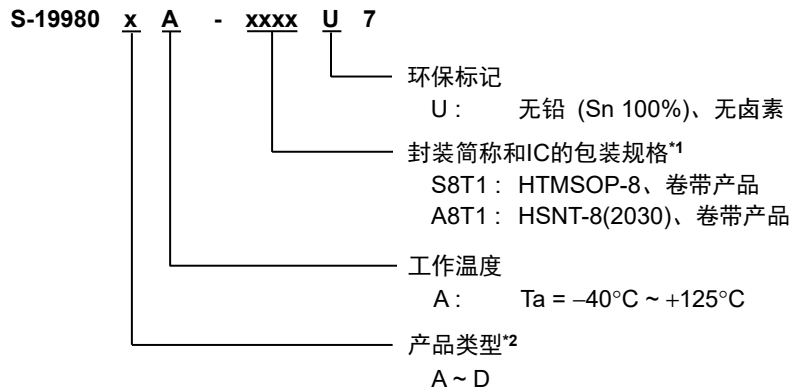 S-19980 x A - xxxx U 7
环保标记
U : 无铅 (Sn 100%)、无卤素
封装简称和IC的包装规格*1
S8T1 : HTMSOP-8、卷带产品
A8T1 : HSNT-8(2030)、卷带产品
工作温度
A : Ta = −40°C ~ +125°C
产品类型*2
A ~ D